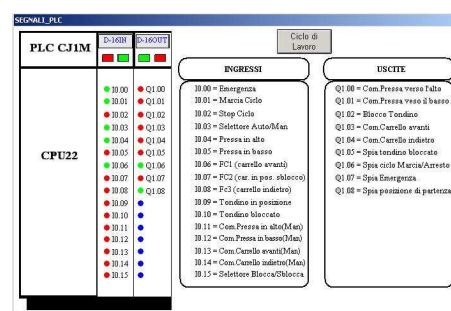 SEGNALI_PLC
Ciclo di
Lavoro
PLC CJ1M
D-16IN
D-16OUT
CPU22
I0.00 Q1.00
I0.01 Q1.01
I0.02 Q1.02
I0.03 Q1.03
I0.04 Q1.04
I0.05 Q1.05
I0.06 Q1.06
I0.07 Q1.07
I0.08 Q1.08
I0.09
I0.10
I0.11
I0.12
I0.13
I0.14
I0.15
INGRESSI
I0.00 = Emergenza
I0.01 = Marcia Ciclo
I0.02 = Stop Ciclo
I0.03 = Selettore Auto/Man
I0.04 = Pressa in alto
I0.05 = Pressa in basso
I0.06 = FC1 (carrello avanti)
I0.07 = FC2 (car. in pos. sblocco)
I0.08 = Fc3 (carrello indietro)
I0.09 = Tondino in posizione
I0.10 = Tondino bloccato
I0.11 = Com.Pressa in alto(Man)
I0.12 = Com.Pressa in basso(Man)
I0.13 = Com.Carrello avanti(Man)
I0.14 = Com.Carrello indietro(Man)
I0.15 = Selettore Blocca/Sblocca
USCITE
Q1.00 = Com.Pressa verso l'alto
Q1.01 = Com.Pressa veso il basso
Q1.02 = Blocco Tondino
Q1.03 = Com.Carrello avanti
Q1.04 = Com.Carrello indietro
Q1.05 = Spia tondino bloccato
Q1.06 = Spia ciclo Marcia/Arresto
Q1.07 = Spia Emergenza
Q1.08 = Spia posizione di partenza